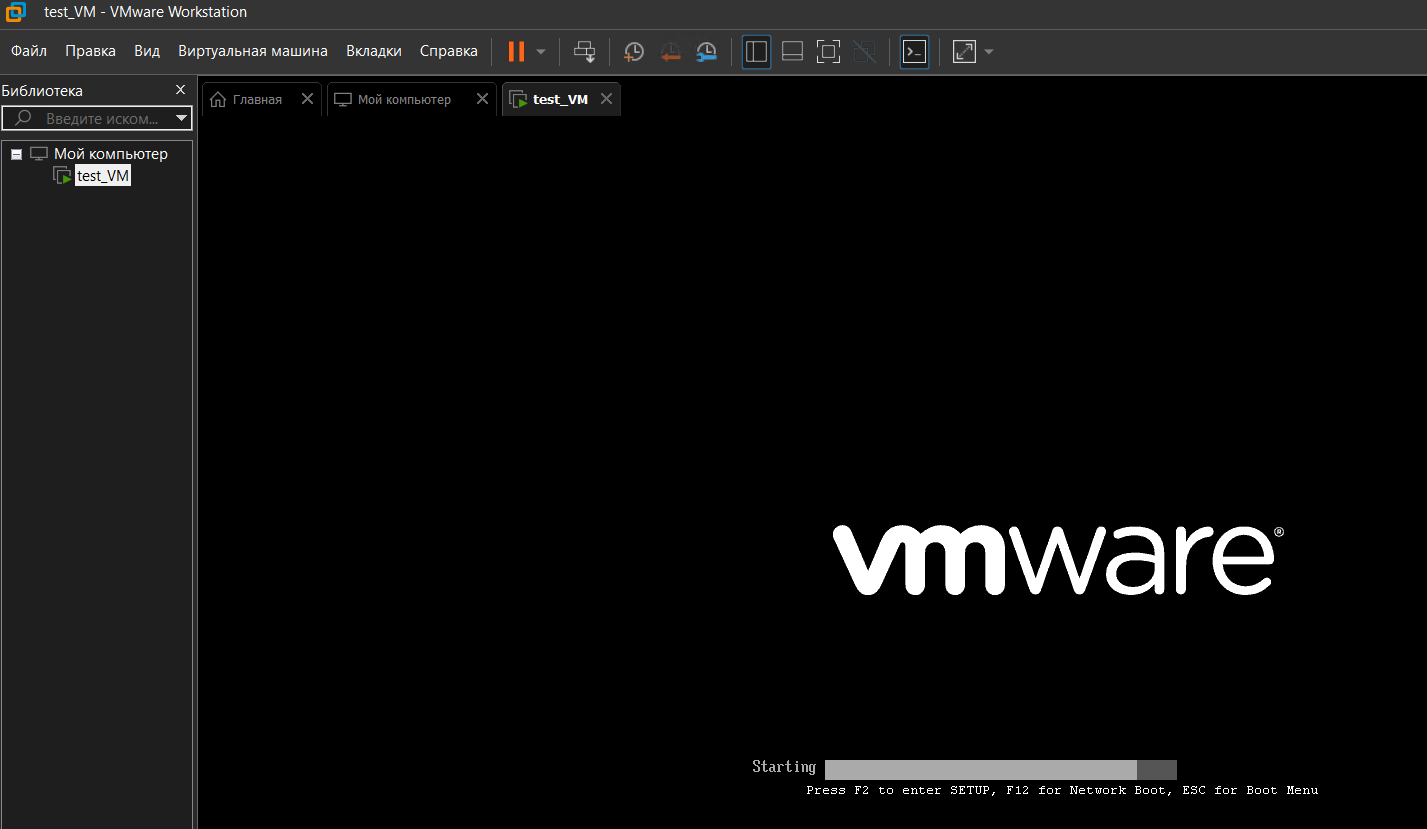 test_VM - VMware Workstation
Файл Правка Вид Виртуальная машина Вкладки Справка
Библиотека
Введите иском...
Мой компьютер
test_VM
Главная Мой компьютер test_VM
vmware®
Starting
Press F2 to enter SETUP, F12 for Network Boot, ESC for Boot Menu